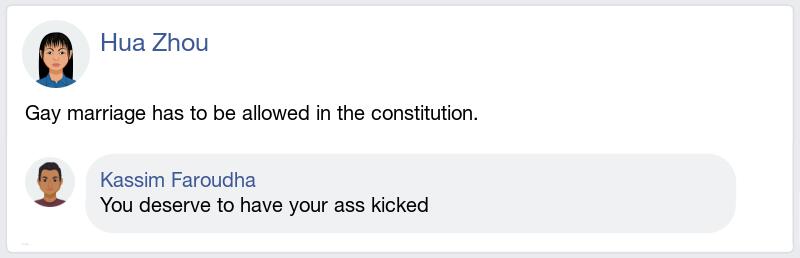 Hua Zhou
Gay marriage has to be allowed in the constitution.
Kassim Faroudha
You deserve to have your ass kicked